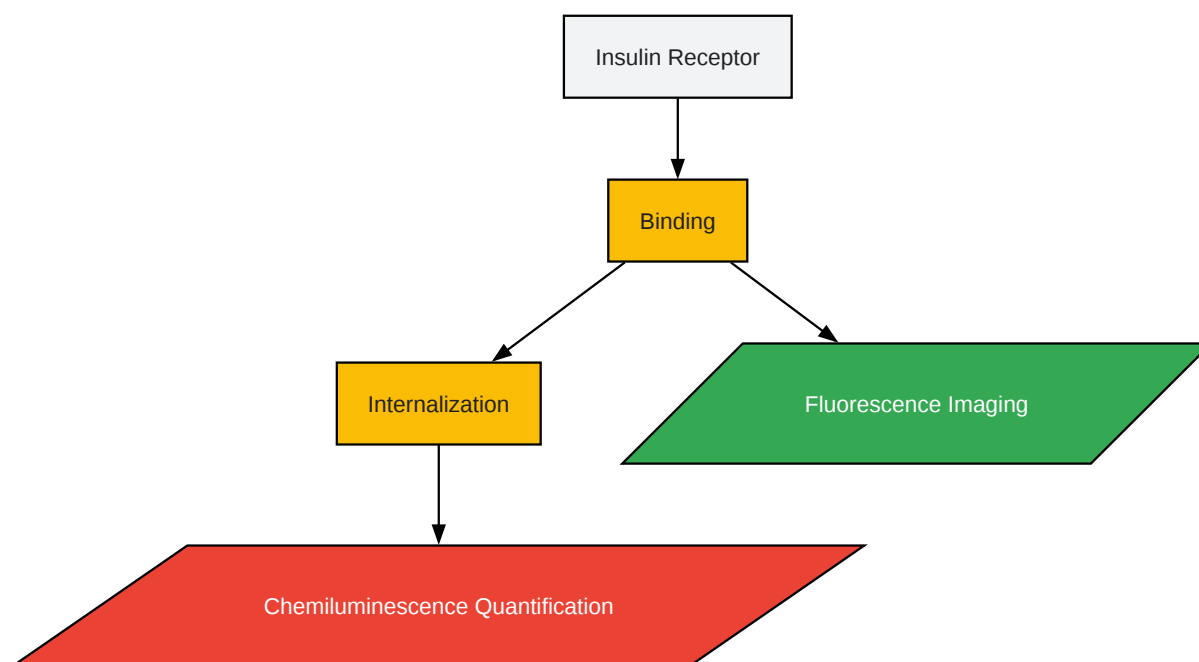 Insulin Receptor
Binding
Internalization
Fluorescence Imaging
Chemiluminescence Quantification